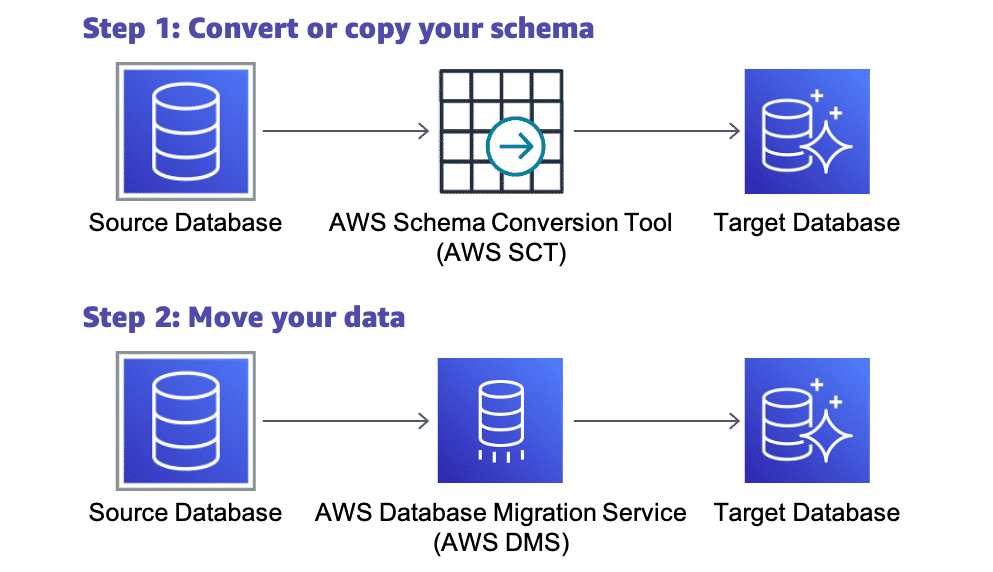 Step 1: Convert or copy your schema
Source Database
AWS Schema Conversion Tool
(AWS SCT)
Target Database
Step 2: Move your data
Source Database
AWS Database Migration Service
(AWS DMS)
Target Database